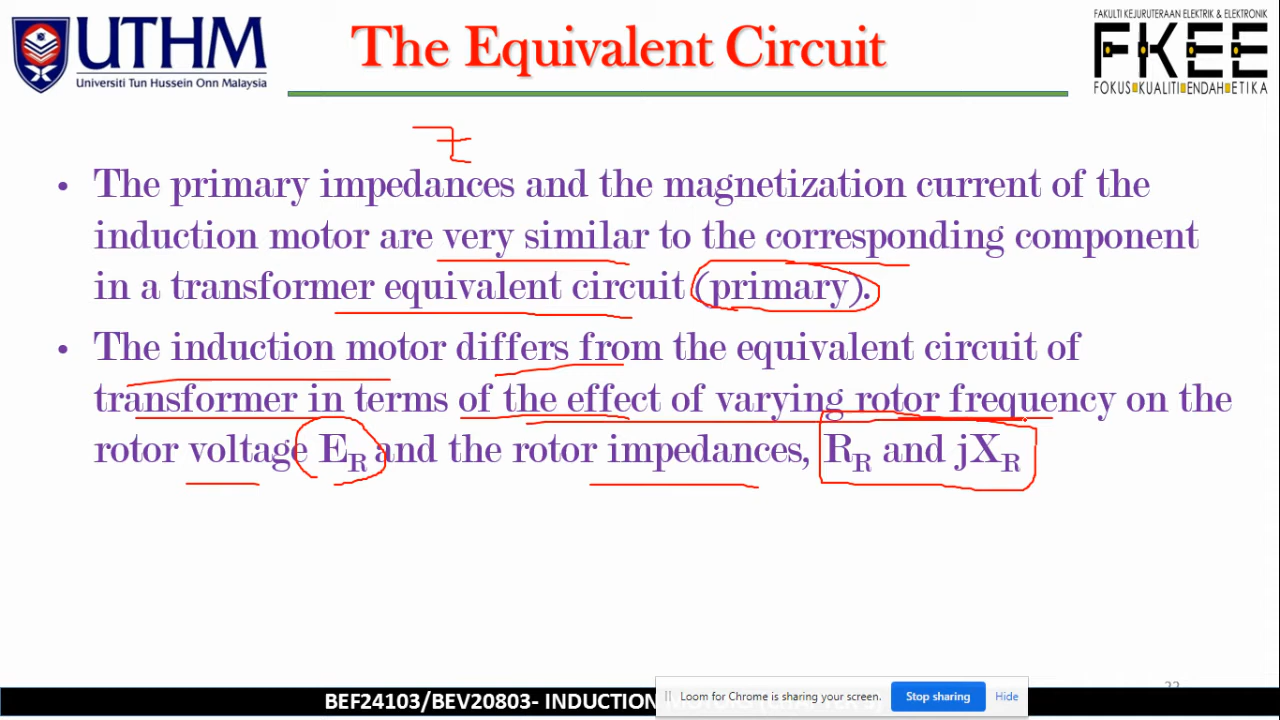 UTHM
Universiti Tun Hussein Onn Malaysia
The Equivalent Circuit
FAKULTI KEJURUTERAAN ELEKTRIK & ELEKTRONIK
FKEE
FOKUS KUALITI ENDAH ETIKA
Z
• The primary impedances and the magnetization current of the
induction motor are very similar to the corresponding component
in a transformer equivalent circuit (primary).
• The induction motor differs from the equivalent circuit of
transformer in terms of the effect of varying rotor frequency on the
rotor voltage E_R and the rotor impedances, R_R and jX_R
BEF24103/BEV20803- INDUCTION
Loom for Chrome is sharing your screen.
Stop sharing
Hide